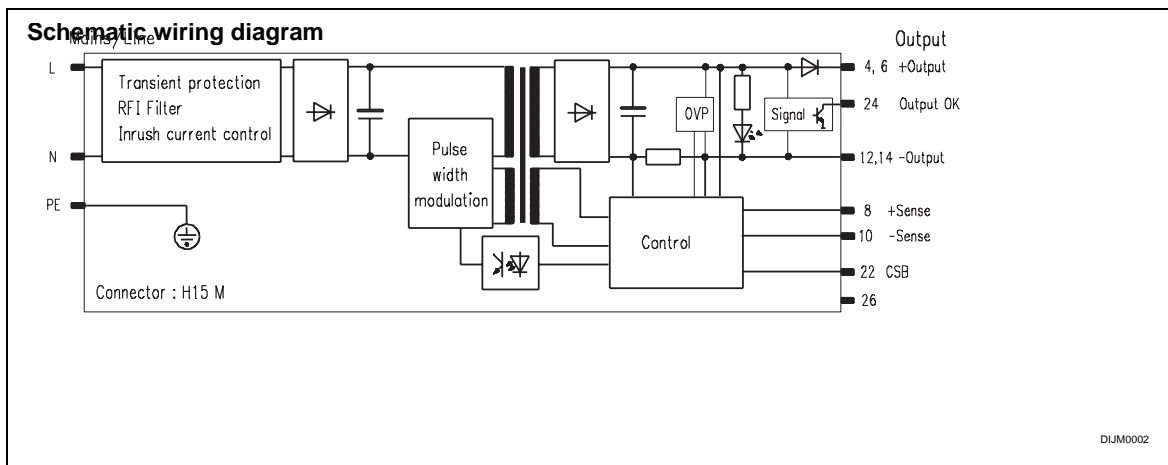 Schematic wiring diagram
Mains/Line
Output
L
Transient protection
RFI Filter
Inrush current control
4, 6 +Output
24 Output OK
OVP
Signal
N
Pulse
width
modulation
12,14 -Output
PE
8 +Sense
10 -Sense
Control
22 CSB
Connector : H15 M
26
DIJM0002